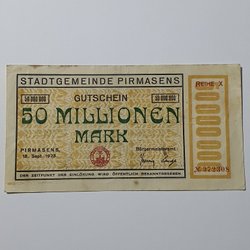 STADTGEMEINDE PIRMASENS
50 000 000 GUTSCHEIN 50 000 000
REIHE X
50 MILLIONEN
MARK
PIRMASENS,
Bürgermeisteramt:
18. Sept. 1923
DER ZEITPUNKT DER EINLÖSUNG WIRD ÖFFENTLICH BEKANNTGEGEBEN